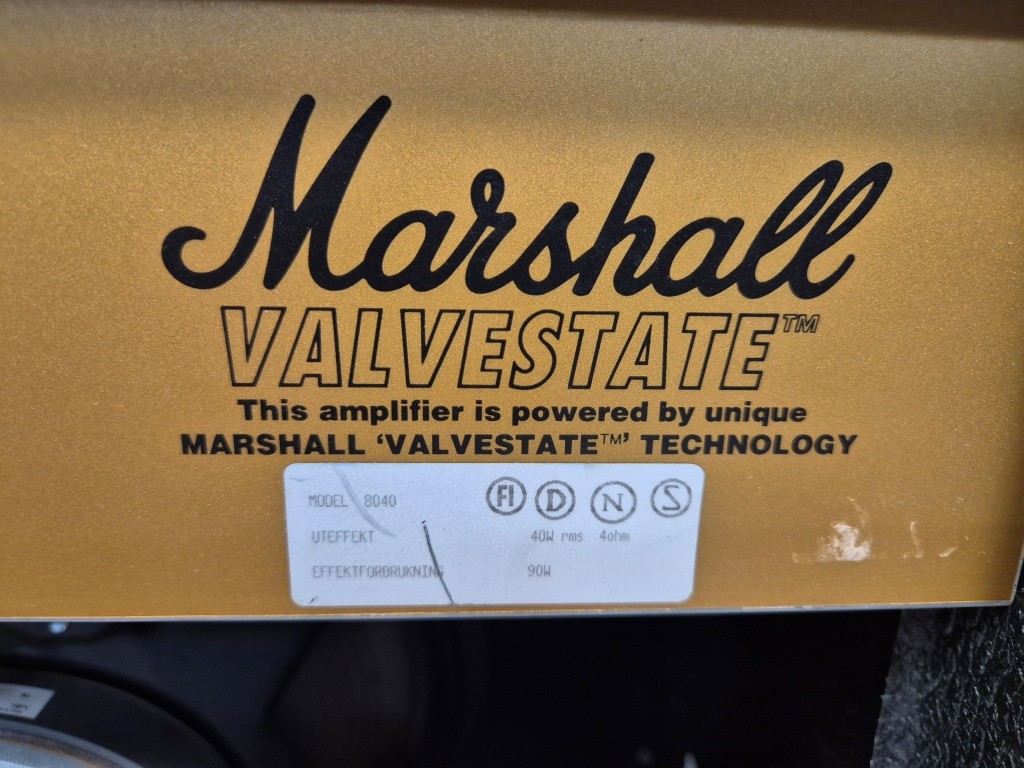 Marshall
VALVESTATE™
This amplifier is powered by unique
MARSHALL ‘VALVESTATE™’ TECHNOLOGY
MODEL 8040 FI D N S
UTEFFEKT 40W rms 4ohm
EFFEKTFORBRUKNING 90W